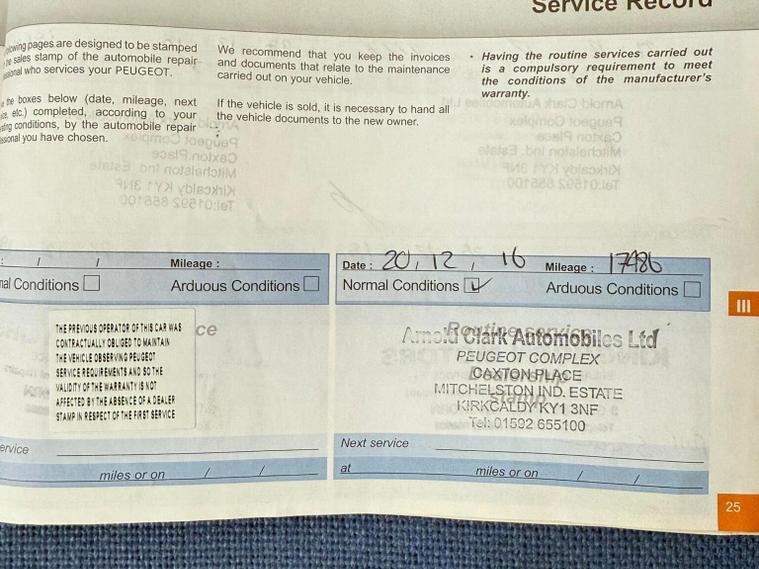 Service Record
pages are designed to be stamped
sales stamp of the automobile repair
who services your PEUGEOT.
the boxes below (date, mileage, next
etc.) completed, according to your
conditions, by the automobile repair
you have chosen.
We recommend that you keep the invoices
and documents that relate to the maintenance
carried out on your vehicle.
If the vehicle is sold, it is necessary to hand all
the vehicle documents to the new owner.
• Having the routine services carried out
is a compulsory requirement to meet
the conditions of the manufacturer's
warranty.
: / / Mileage :
Conditions Arduous Conditions
THE PREVIOUS OPERATOR OF THIS CAR WAS
CONTRACTUALLY OBLIGED TO MAINTAIN
THE VEHICLE OBSERVING PEUGEOT
SERVICE REQUIREMENTS AND SO THE
VALIDITY OF THE WARRANTY IS NOT
AFFECTED BY THE ABSENCE OF A DEALER
STAMP IN RESPECT OF THE FIRST SERVICE
miles or on / /
Date : 20 / 12 / 16 Mileage : 17486
Normal Conditions Arduous Conditions
Routine service
Dealership
stamp
Arnold Clark Automobiles Ltd
PEUGEOT COMPLEX
CAXTON PLACE
MITCHELSTON IND. ESTATE
KIRKCALDY KY1 3NF
Tel: 01592 655100
Next service
at miles or on / /
III
25